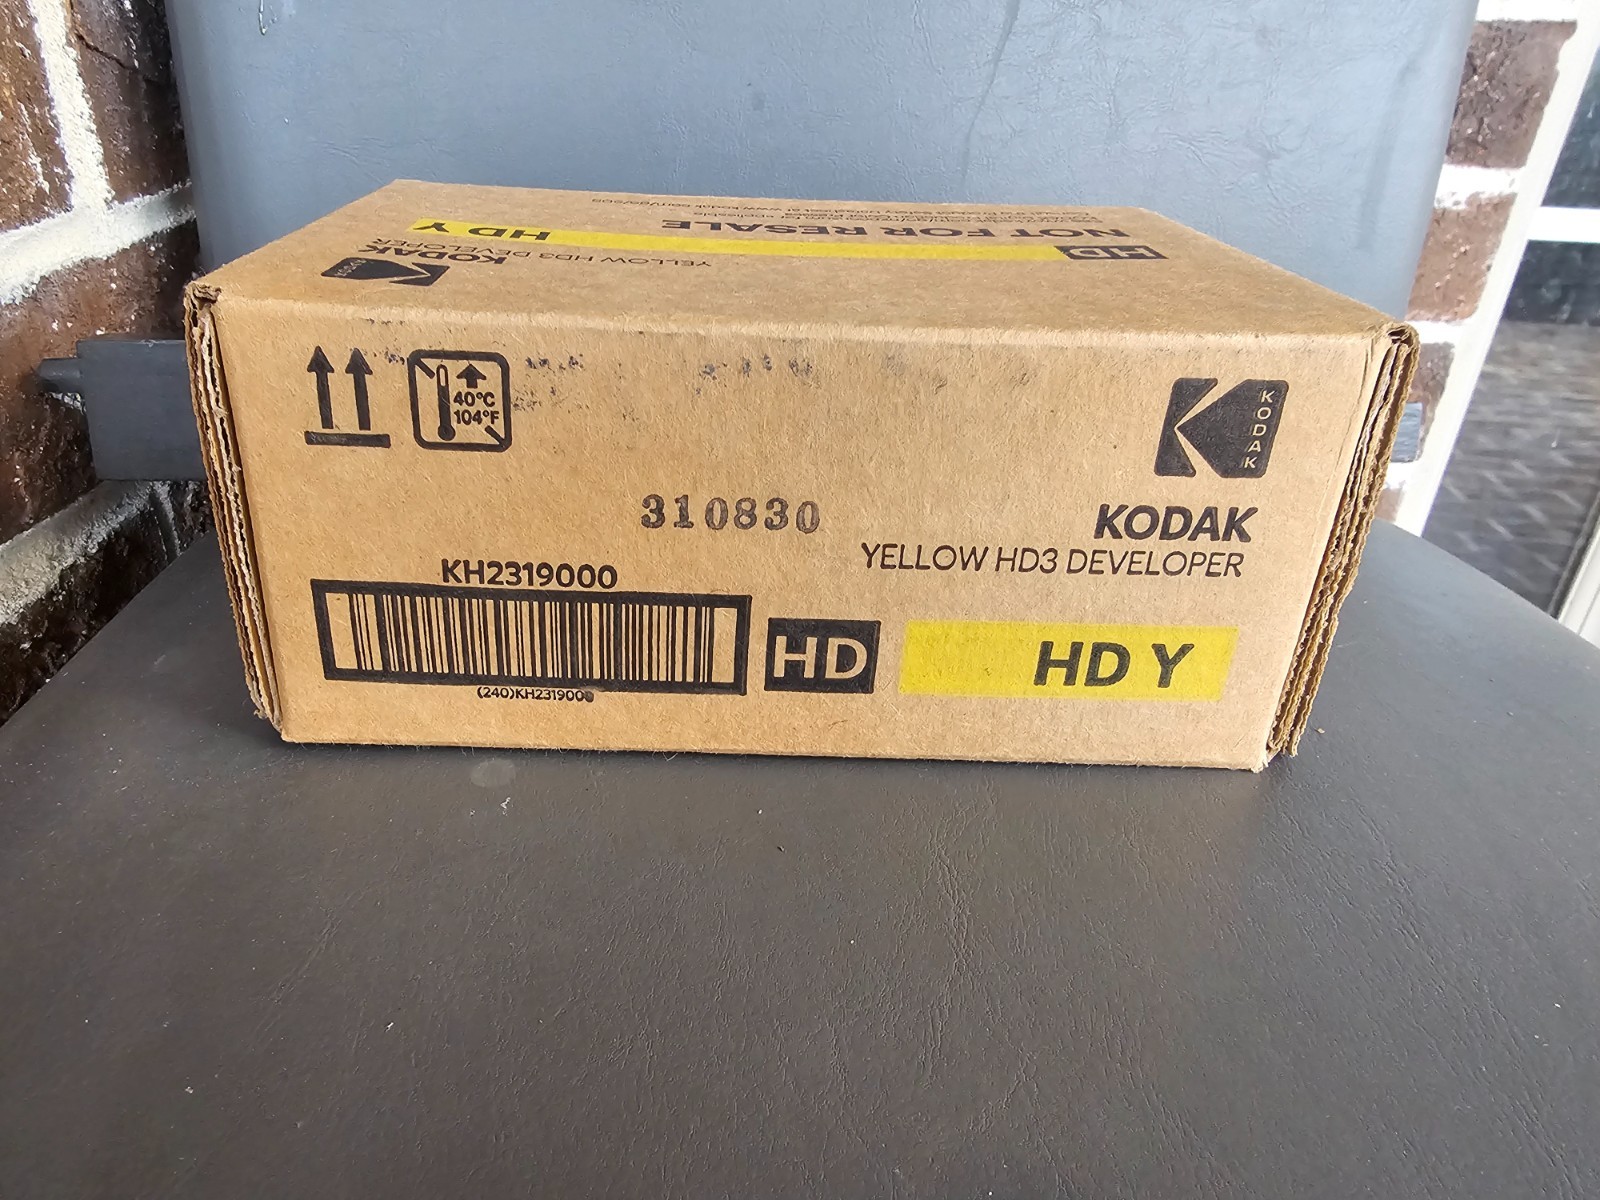 NOT FOR RESALE
HD
HD Y
KODAK
YELLOW HD3 DEVELOPER
KODAK
40°C
104°F
KODAK
310830
KODAK
YELLOW HD3 DEVELOPER
KH2319000
HD
HD Y
(240)KH2319000